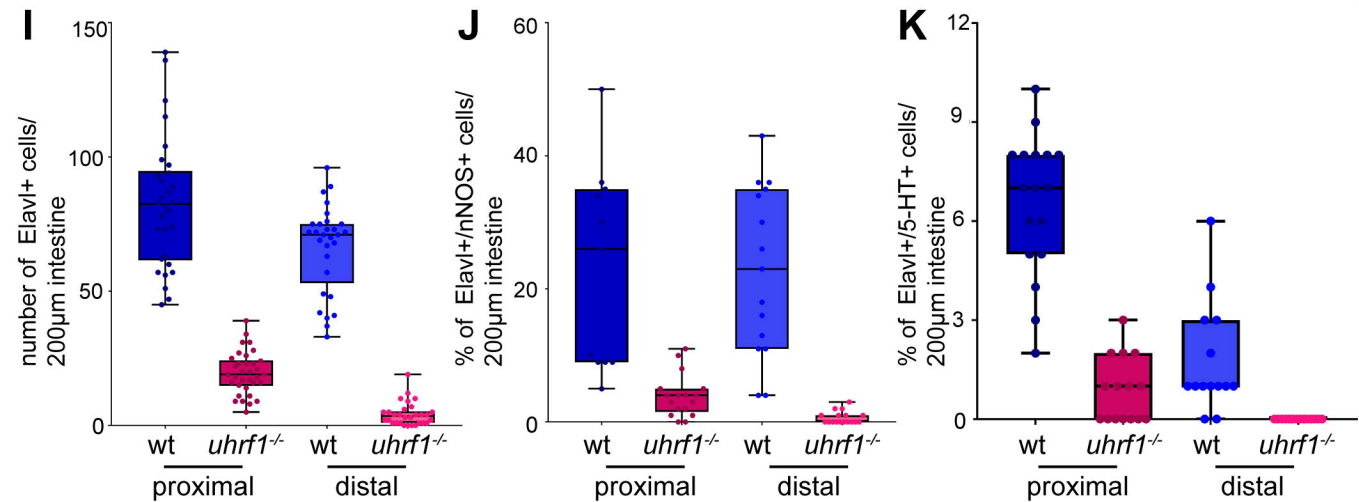 I
number of Elavl+ cells/
200µm intestine
150
100
50
0
wt
uhrf1-/-
wt
uhrf1-/-
proximal
distal
J
% of Elavl+/nNOS+ cells/
200µm intestine
60
40
20
0
wt
uhrf1-/-
wt
uhrf1-/-
proximal
distal
K
% of Elavl+/5-HT+ cells/
200µm intestine
12
9
6
3
0
wt
uhrf1-/-
wt
uhrf1-/-
proximal
distal